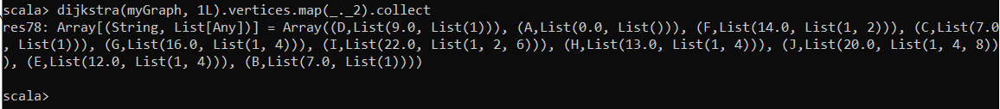 scala> dijkstra(myGraph, 1L).vertices.map(_._2).collect
res78: Array[(String, List[Any])] = Array((D,List(9.0, List(1))), (A,List(0.0, List())), (F,List(14.0, List(1, 2))), (C,List(7.0
, List(1))), (G,List(16.0, List(1, 4))), (I,List(22.0, List(1, 2, 6))), (H,List(13.0, List(1, 4))), (J,List(20.0, List(1, 4, 8))
), (E,List(12.0, List(1, 4))), (B,List(7.0, List(1))))
scala>